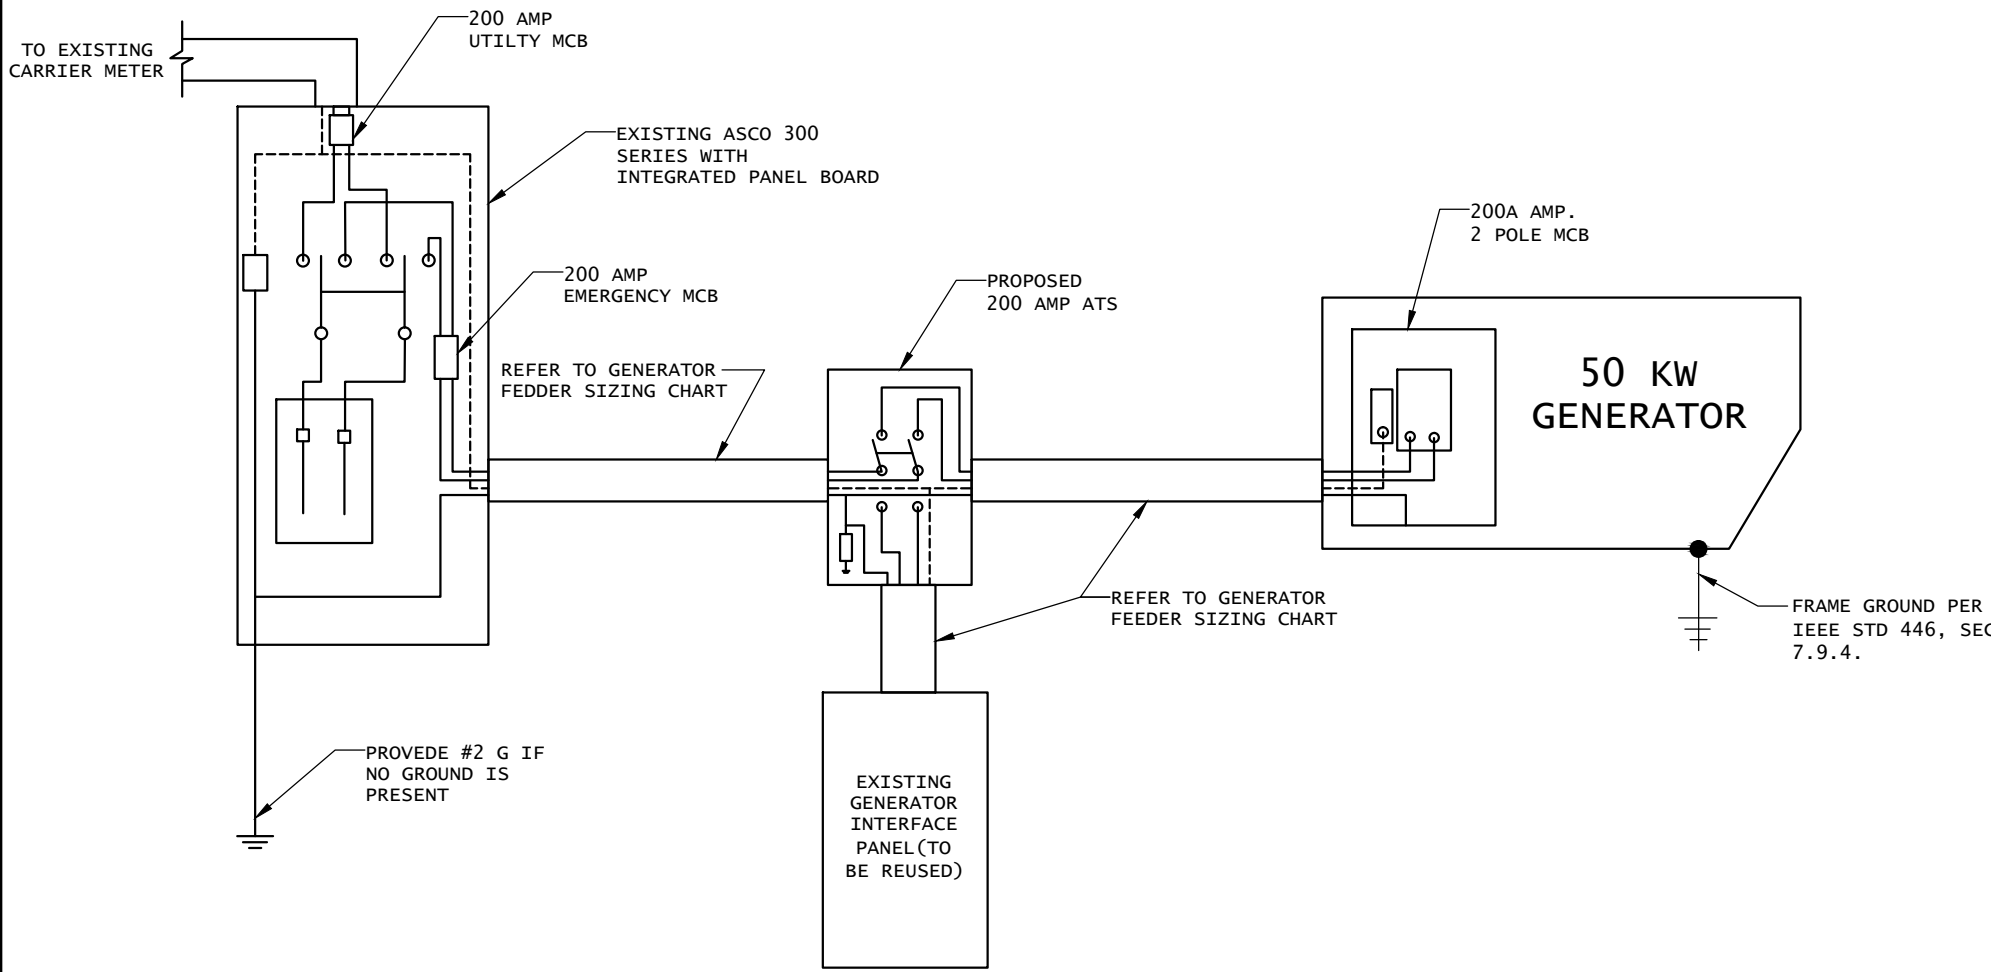 200 AMP
UTILTY MCB
TO EXISTING
CARRIER METER
EXISTING ASCO 300
SERIES WITH
INTEGRATED PANEL BOARD
200A AMP.
2 POLE MCB
200 AMP
EMERGENCY MCB
PROPOSED
200 AMP ATS
REFER TO GENERATOR
FEDDER SIZING CHART
50 KW
GENERATOR
REFER TO GENERATOR
FEEDER SIZING CHART
FRAME GROUND PER
IEEE STD 446, SEC
7.9.4.
PROVEDE #2 G IF
NO GROUND IS
PRESENT
EXISTING
GENERATOR
INTERFACE
PANEL(TO
BE REUSED)